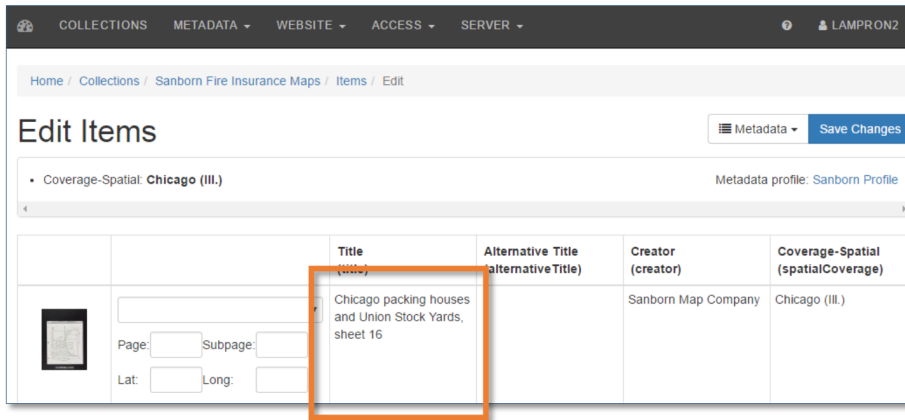 COLLECTIONS METADATA WEBSITE ACCESS SERVER LAMPRON2
Home / Collections / Sanborn Fire Insurance Maps / Items / Edit
Edit Items
Metadata Save Changes
• Coverage-Spatial: Chicago (Ill.) Metadata profile: Sanborn Profile
Title Alternative Title Creator Coverage-Spatial
(title) (alternativeTitle) (creator) (spatialCoverage)
Chicago packing houses Sanborn Map Company Chicago (Ill.)
and Union Stock Yards,
sheet 16
Page: Subpage:
Lat: Long: